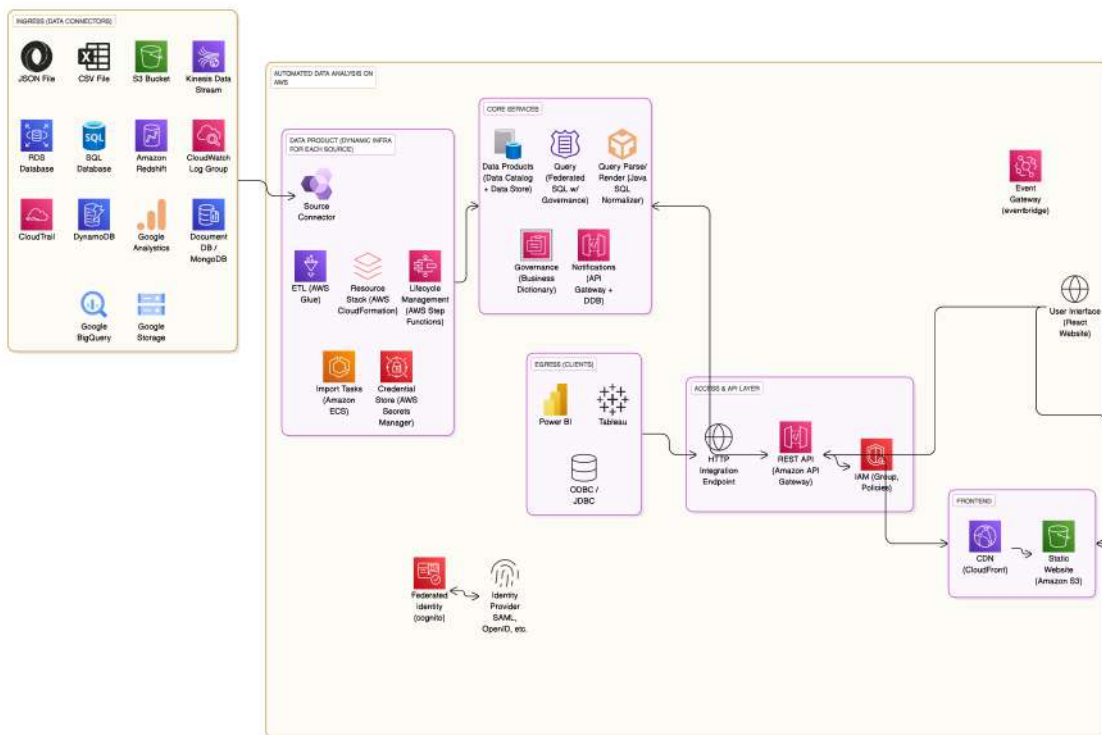 INGRESS (DATA CONNECTORS)
JSON File
CSV File
S3 Bucket
Kinesis Data
Stream
RDS
Database
SQL
SQL
Database
Amazon
Redshift
CloudWatch
Log Group
CloudTrail
DynamoDB
Google
Analystics
Document
DB /
MongoDB
Google
BigQuery
Google
Storage
AUTOMATED DATA ANALYSIS ON
AWS
DATA PRODUCT (DYNAMIC INFRA
FOR EACH SOURCE)
Source
Connector
ETL (AWS
Glue)
Resource
Stack (AWS
CloudFormation)
Lifecycle
Management
(AWS Step
Functions)
Import Tasks
(Amazon
ECS)
Credential
Store (AWS
Secrets
Manager)
CORE SERVICES
Data Products
(Data Catalog
+ Data Store)
Query
(Federated
SQL w/
Governance)
Query Parse/
Render (Java
SQL
Normalizer)
Governance
(Business
Dictionary)
Notifications
(API
Gateway +
DDB)
Event
Gateway
(eventbridge)
User Interface
(React
Website)
EGRESS (CLIENTS)
Power BI
Tableau
ODBC /
JDBC
ACCESS & API LAYER
HTTP
Integration
Endpoint
REST API
(Amazon API
Gateway)
IAM (Group,
Policies)
FRONTEND
CDN
(CloudFront)
Static
Website
(Amazon S3)
Federated
Identity
(cognito)
Identity
Provider
SAML,
OpenID, etc.